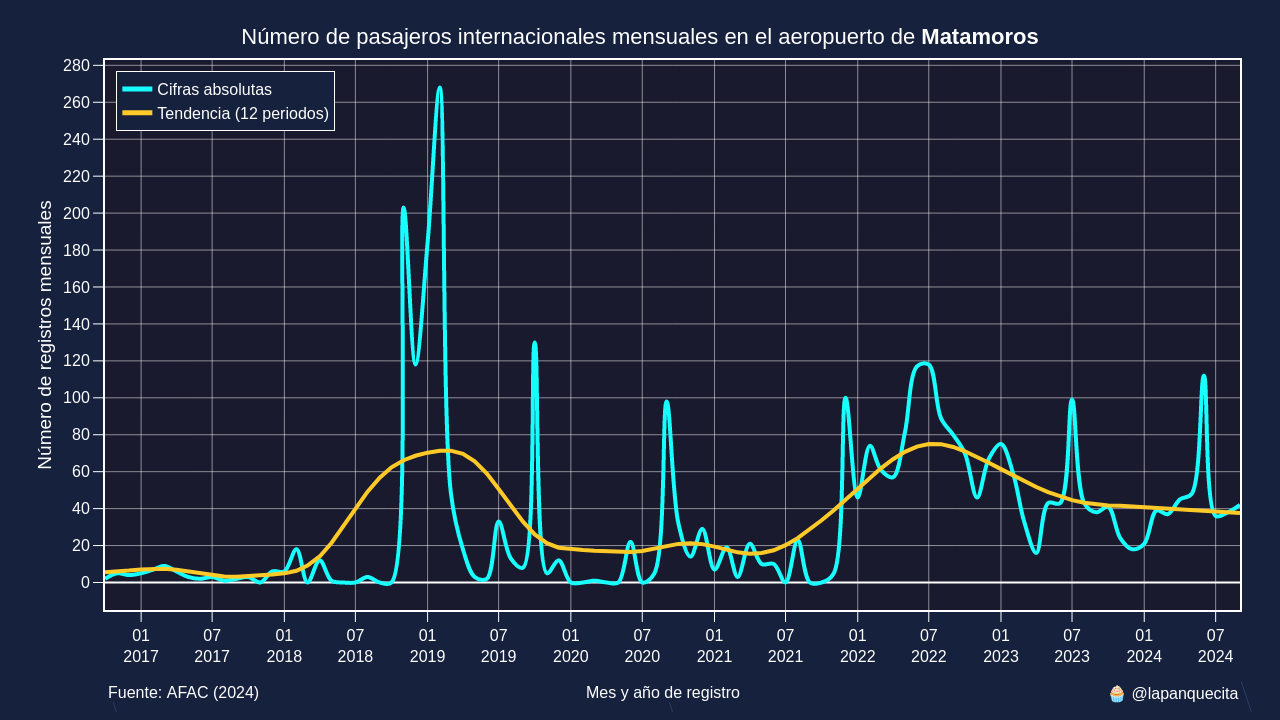 Número de pasajeros internacionales mensuales en el aeropuerto de Matamoros
Cifras absolutas
Tendencia (12 periodos)
Número de registros mensuales
280
260
240
220
200
180
160
140
120
100
80
60
40
20
0
01 07 01 07 01 07 01 07 01 07 01 07 01 07 01 07
2017 2017 2018 2018 2019 2019 2020 2020 2021 2021 2022 2022 2023 2023 2024 2024
Fuente: AFAC (2024) Mes y año de registro 🧁 @lapanquecita